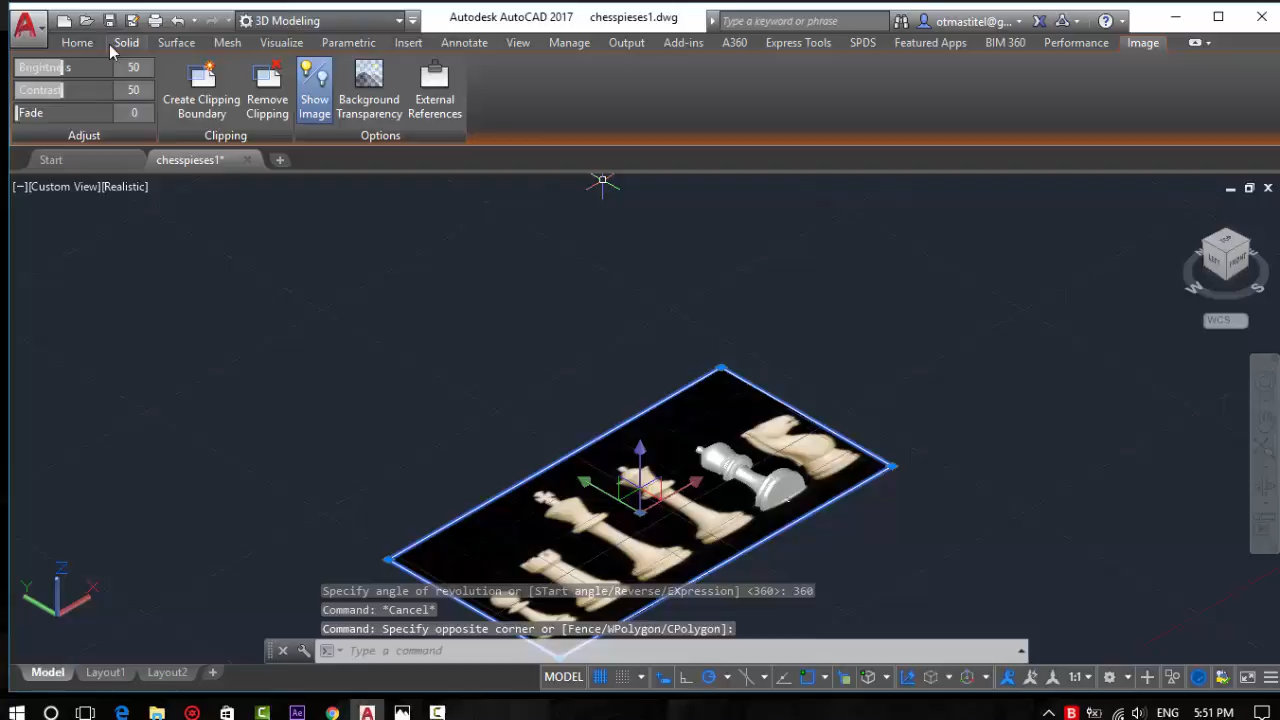 3D Modeling
Autodesk AutoCAD 2017 chesspieses1.dwg
Type a keyword or phrase
otmastitel@g...
Home Solid Surface Mesh Visualize Parametric Insert Annotate View Manage Output Add-ins A360 Express Tools SPDS Featured Apps BIM 360 Performance Image
Brightness 50
Contrast 50
Fade 0
Create Clipping Boundary
Remove Clipping
Show Image
Background Transparency
External References
Adjust Clipping Options
Start chesspieses1*
[−][Custom View][Realistic]
TOP
LEFT FRONT
W S
WCS
Y Z X
Specify angle of revolution or [STart angle/Reverse/EXpression] <360>: 360
Command: *Cancel*
Command: Specify opposite corner or [Fence/WPolygon/CPolygon]:
Type a command
Model Layout1 Layout2
MODEL 1:1
ENG 5:51 PM